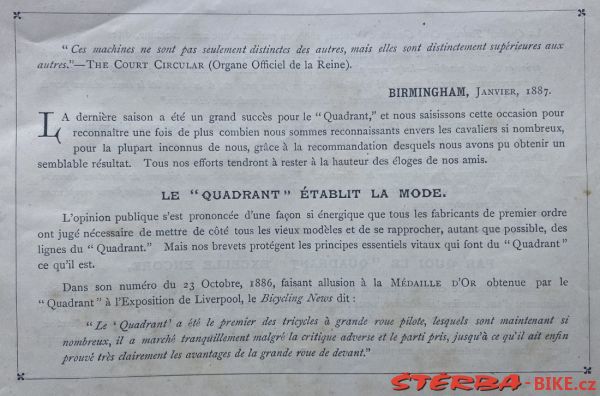 “ Ces machines ne sont pas seulement distinctes des autres, mais elles sont distinctement supérieures aux
autres.”—The Court Circular (Organe Officiel de la Reine).
BIRMINGHAM, Janvier, 1887.
LA dernière saison a été un grand succès pour le “Quadrant,” et nous saisissons cette occasion pour
reconnaître une fois de plus combien nous sommes reconnaissants envers les cavaliers si nombreux,
pour la plupart inconnus de nous, grâce à la recommandation desquels nous avons pu obtenir un
semblable résultat. Tous nos efforts tendront à rester à la hauteur des éloges de nos amis.
LE “QUADRANT” ÉTABLIT LA MODE.
L'opinion publique s'est prononcée d'une façon si énergique que tous les fabricants de premier ordre
ont jugé nécessaire de mettre de côté tous les vieux modèles et de se rapprocher, autant que possible, des
lignes du “ Quadrant.” Mais nos brevets protégent les principes essentiels vitaux qui font du “ Quadrant”
ce qu'il est.
Dans son numéro du 23 Octobre, 1886, faisant allusion à la Médaille d'Or obtenue par le
“ Quadrant” à l'Exposition de Liverpool, le Bicycling News dit :
“ Le ‘Quadrant’ a été le premier des tricycles à grande roue pilote, lesquels sont maintenant si
nombreux, il a marché tranquillement malgré la critique adverse et le parti pris, jusqu'à ce qu'il ait enfin
prouvé très clairement les avantages de la grande roue de devant.”
ŠTĚRBA-BIKE.cz